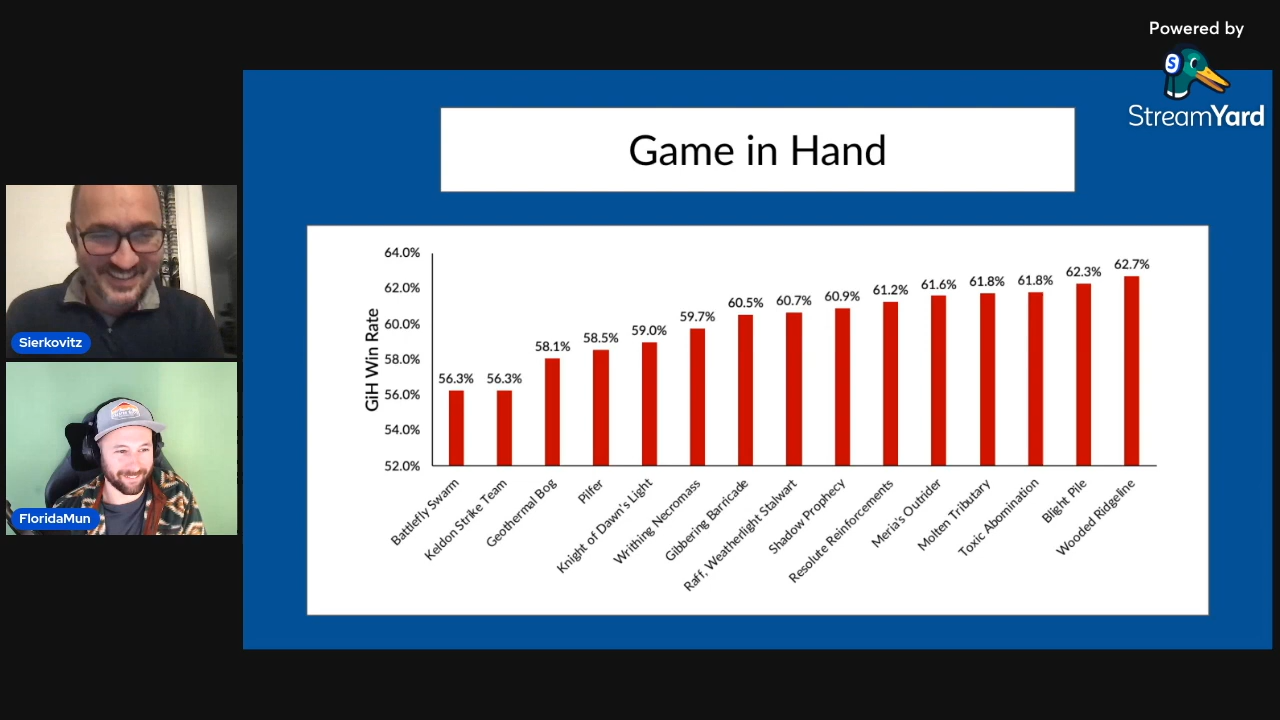 Powered by
StreamYard
Game in Hand
GiH Win Rate
64.0%
62.0%
60.0%
58.0%
56.0%
54.0%
52.0%
56.3%
56.3%
58.1%
58.5%
59.0%
59.7%
60.5%
60.7%
60.9%
61.2%
61.6%
61.8%
61.8%
62.3%
62.7%
Battlefly Swarm
Keldon Strike Team
Geothermal Bog
Pilfer
Knight of Dawn's Light
Writhing Necromass
Gibbering Barricade
Raff, Weatherlight Stalwart
Shadow Prophecy
Resolute Reinforcements
Meria's Outrider
Molten Tributary
Toxic Abomination
Blight Pile
Wooded Ridgeline
Sierkovitz
FloridaMun